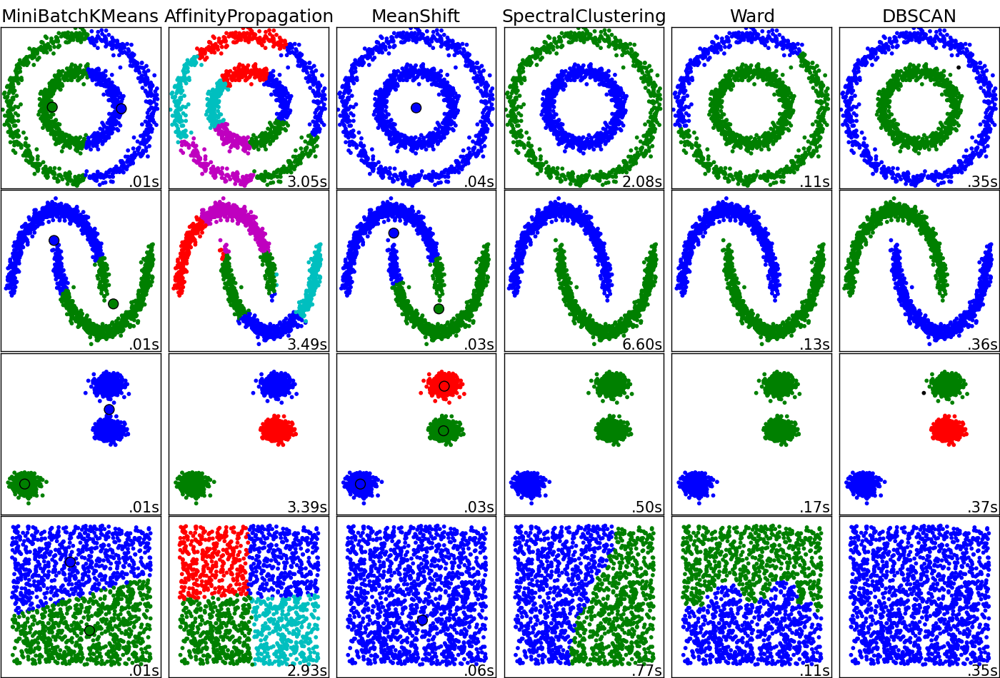 MiniBatchKMeans AffinityPropagation MeanShift SpectralClustering Ward DBSCAN
.01s 3.05s .04s 2.08s .11s .35s
.01s 3.49s .03s 6.60s .13s .36s
.01s 3.39s .03s .50s .17s .37s
.01s 2.93s .06s .77s .11s .35s